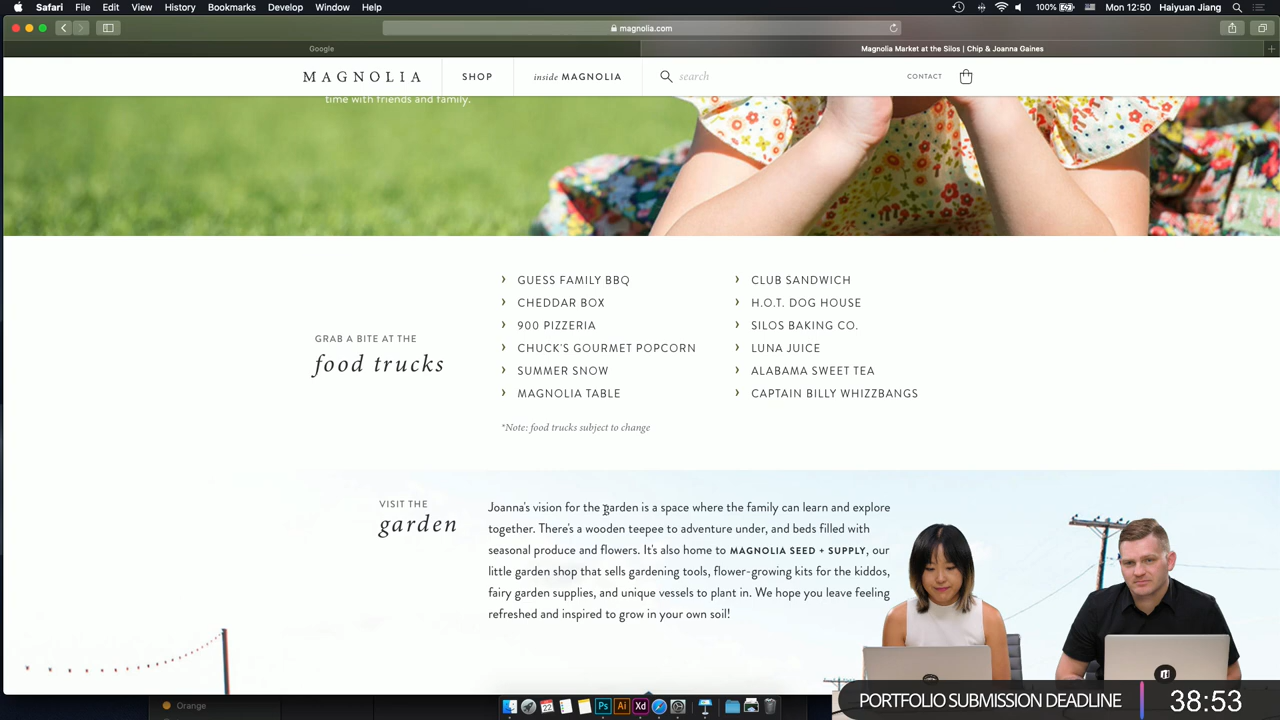 Safari File Edit View History Bookmarks Develop Window Help 100% Mon 12:50 Haiyuan Jiang
magnolia.com
Google Magnolia Market at the Silos | Chip & Joanna Gaines
MAGNOLIA SHOP inside MAGNOLIA search CONTACT
time with friends and family.
GRAB A BITE AT THE
food trucks
› GUESS FAMILY BBQ
› CHEDDAR BOX
› 900 PIZZERIA
› CHUCK'S GOURMET POPCORN
› SUMMER SNOW
› MAGNOLIA TABLE
› CLUB SANDWICH
› H.O.T. DOG HOUSE
› SILOS BAKING CO.
› LUNA JUICE
› ALABAMA SWEET TEA
› CAPTAIN BILLY WHIZZBANGS
*Note: food trucks subject to change
VISIT THE
garden
Joanna's vision for the garden is a space where the family can learn and explore
together. There's a wooden teepee to adventure under, and beds filled with
seasonal produce and flowers. It's also home to MAGNOLIA SEED + SUPPLY, our
little garden shop that sells gardening tools, flower-growing kits for the kiddos,
fairy garden supplies, and unique vessels to plant in. We hope you leave feeling
refreshed and inspired to grow in your own soil!
Orange
Ps Ai Xd
PORTFOLIO SUBMISSION DEADLINE 38:53